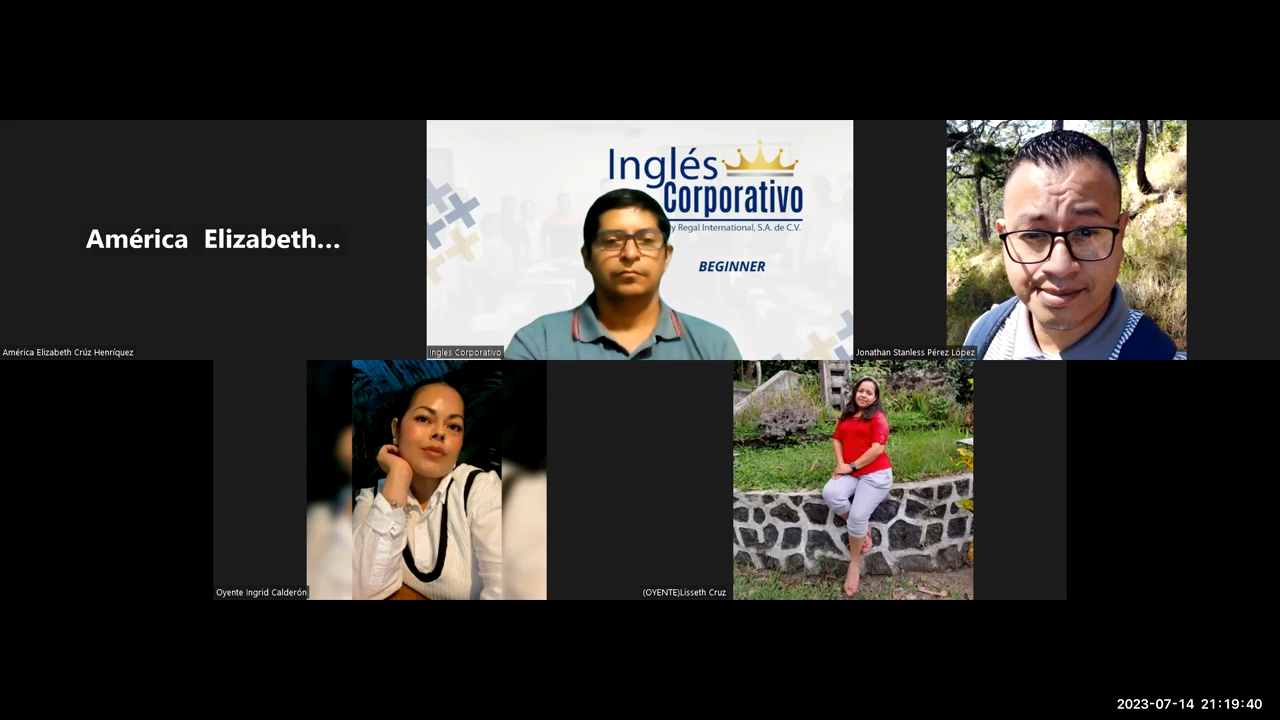 América Elizabeth...
América Elizabeth Crúz Henríquez
Inglés
Corporativo
y Regal International, S.A. de C.V.
BEGINNER
Ingles Corporativo
Jonathan Stanless Pérez López
Oyente Ingrid Calderón
(OYENTE)Lisseth Cruz
2023-07-14 21:19:40